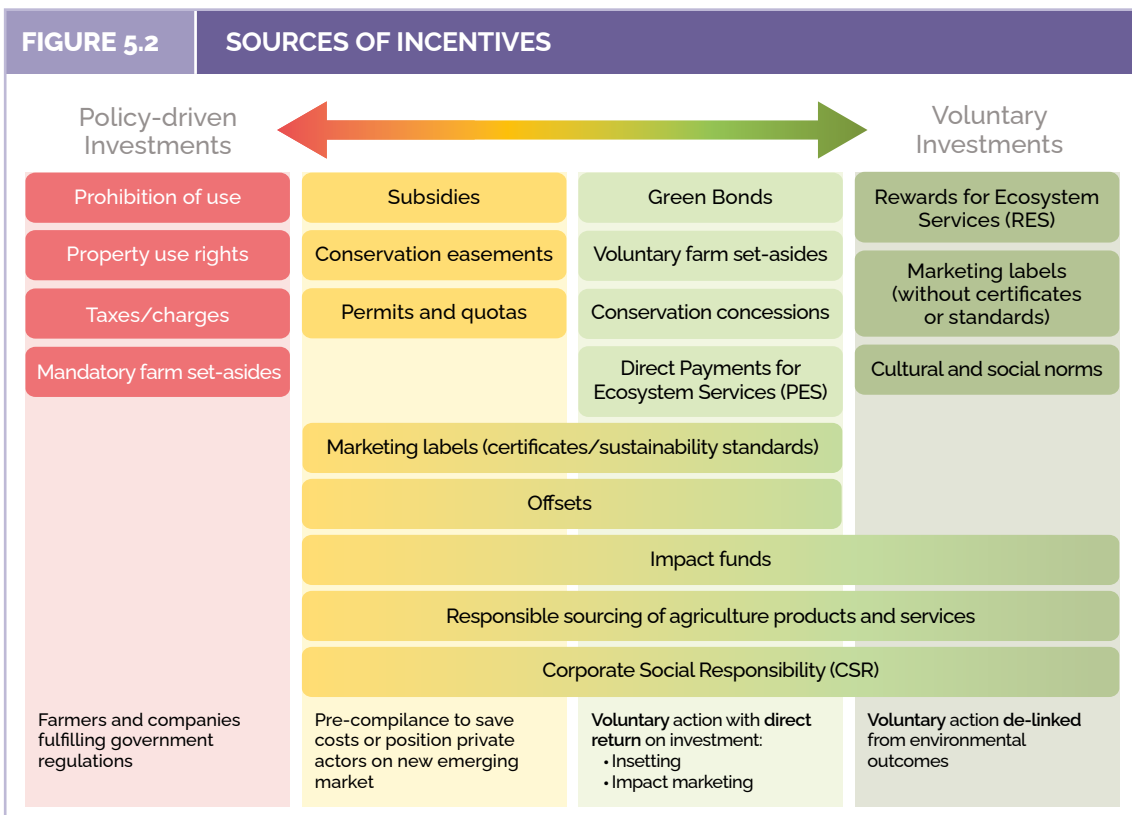 FIGURE 5.2
SOURCES OF INCENTIVES
Policy-driven
Investments
Voluntary
Investments
Prohibition of use
Property use rights
Taxes/charges
Mandatory farm set-asides
Subsidies
Conservation easements
Permits and quotas
Green Bonds
Voluntary farm set-asides
Conservation concessions
Direct Payments for
Ecosystem Services (PES)
Rewards for Ecosystem
Services (RES)
Marketing labels
(without certificates
or standards)
Cultural and social norms
Marketing labels (certificates/sustainability standards)
Offsets
Impact funds
Responsible sourcing of agriculture products and services
Corporate Social Responsibility (CSR)
Farmers and companies
fulfilling government
regulations
Pre-compilance to save
costs or position private
actors on new emerging
market
Voluntary action with direct
return on investment:
• Insetting
• Impact marketing
Voluntary action de-linked
from environmental
outcomes